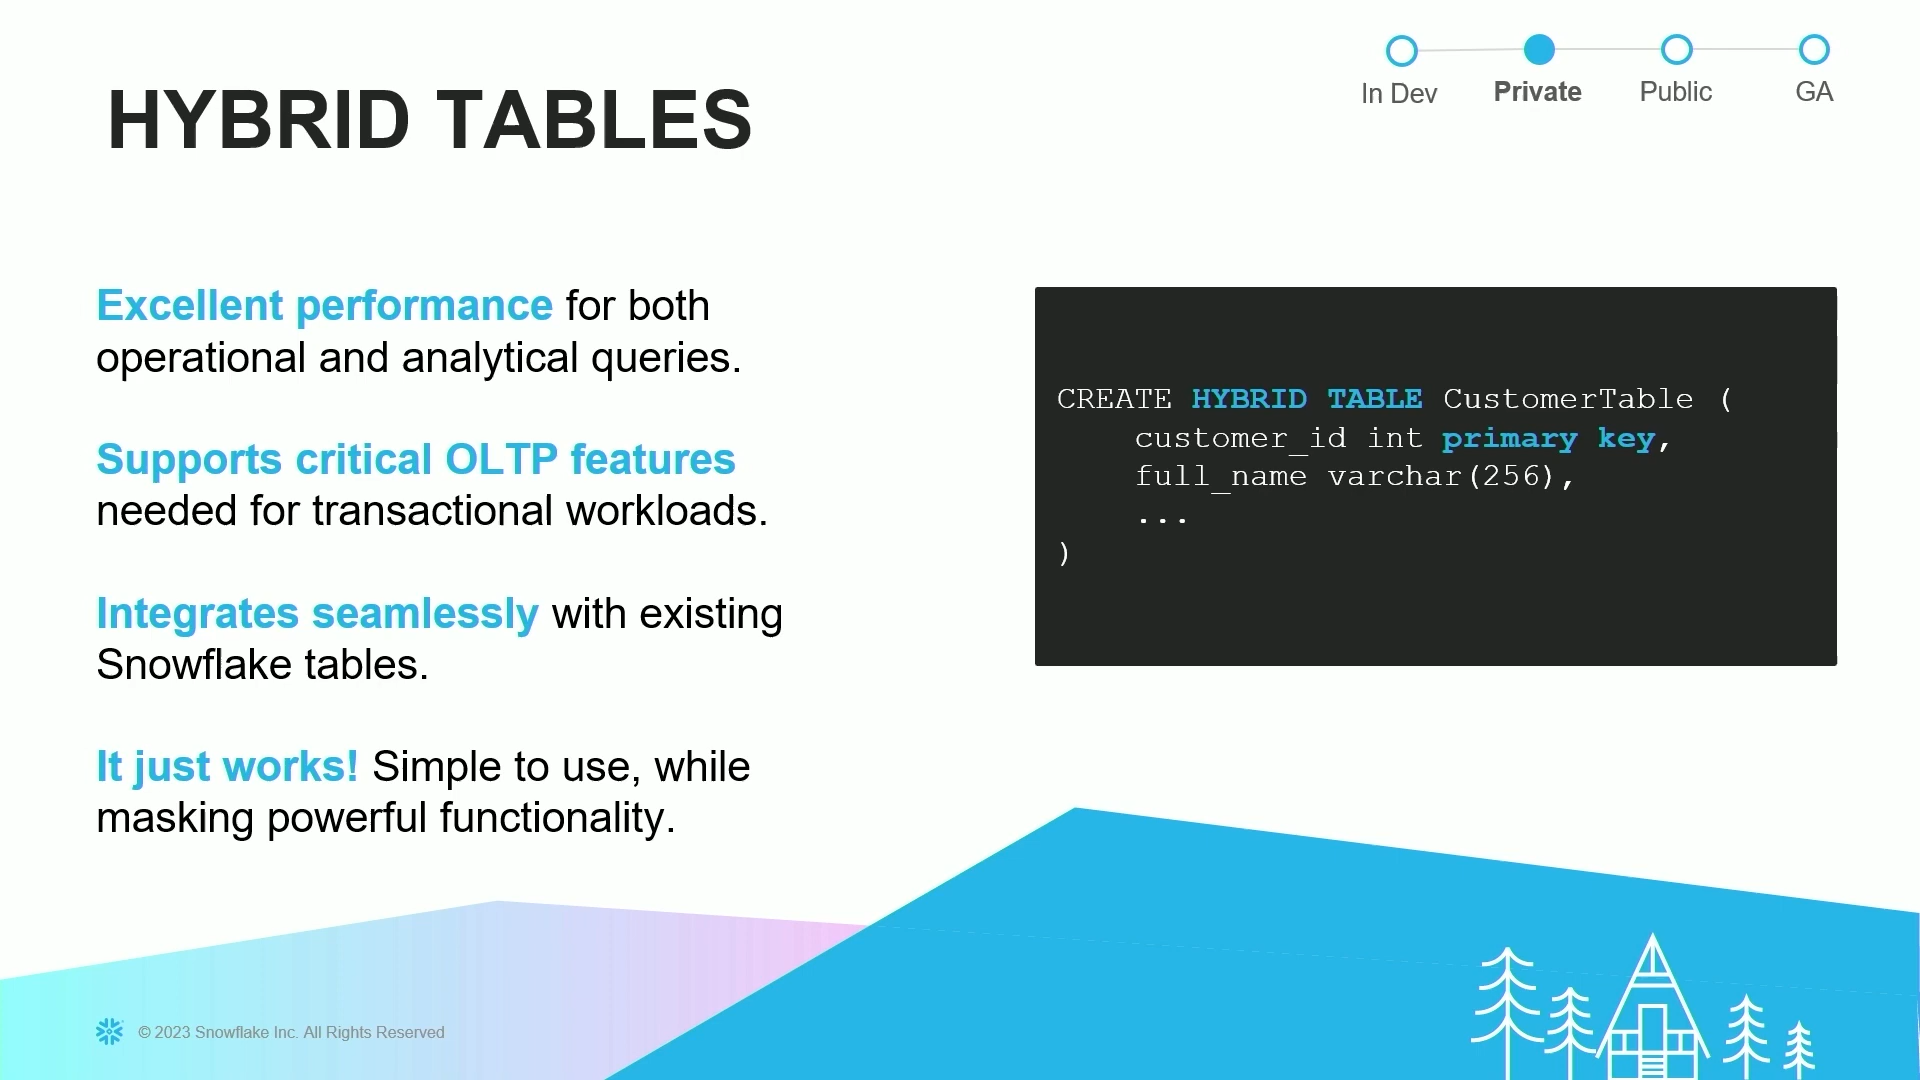 In Dev
Private
Public
GA
HYBRID TABLES
Excellent performance for both
operational and analytical queries.
Supports critical OLTP features
needed for transactional workloads.
Integrates seamlessly with existing
Snowflake tables.
It just works! Simple to use, while
masking powerful functionality.
CREATE HYBRID TABLE CustomerTable (
    customer_id int primary key,
    full_name varchar(256),
    ...
)
© 2023 Snowflake Inc. All Rights Reserved